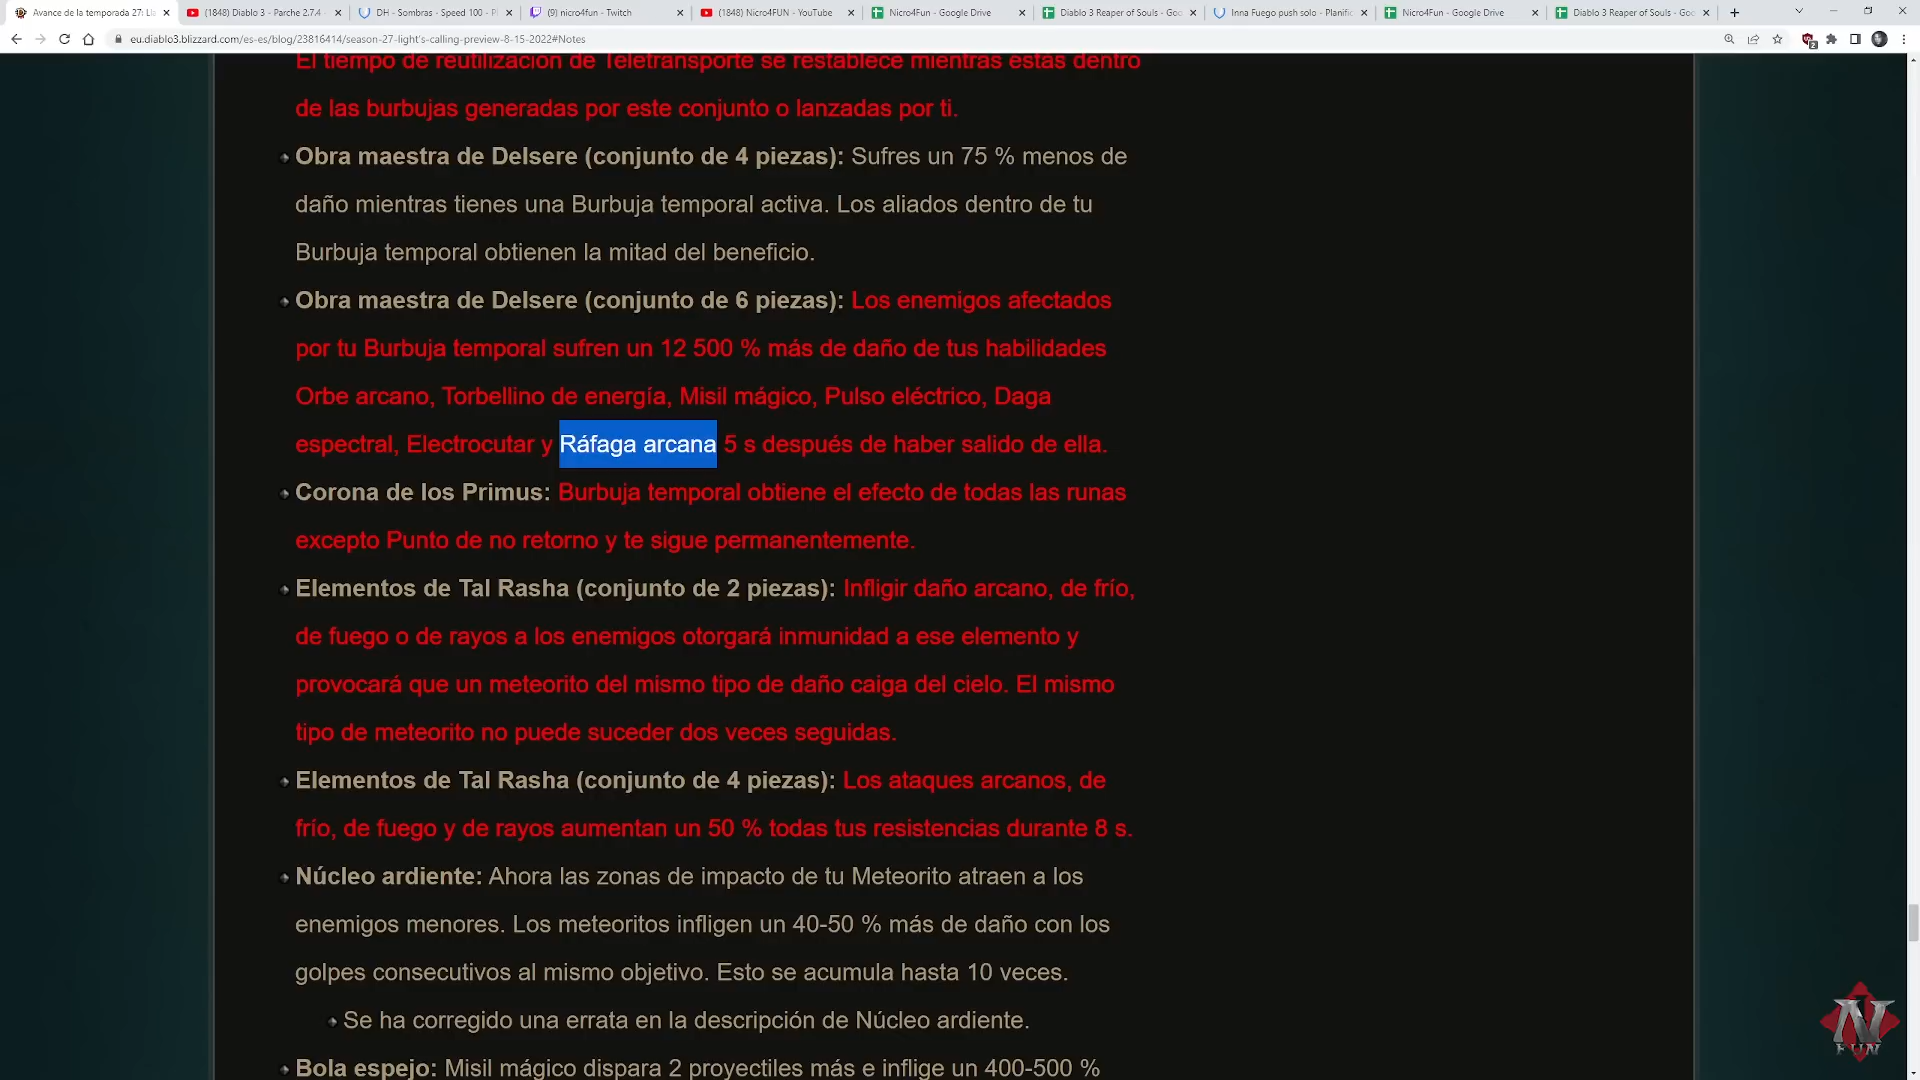 Avance de la temporada 27: Ll
(1848) Diablo 3 - Parche 2.7.4 -
DH - Sombras - Speed 100 - Pl
(9) nicro4fun - Twitch
(1848) Nicro4FUN - YouTube
Nicro4Fun - Google Drive
Diablo 3 Reaper of Souls - Goo
Inna Fuego push solo - Planific
Nicro4Fun - Google Drive
Diablo 3 Reaper of Souls - Goo
eu.diablo3.blizzard.com/es-es/blog/23816414/season-27-light's-calling-preview-8-15-2022#Notes
El tiempo de reutilización de Teletransporte se restablece mientras estás dentro
de las burbujas generadas por este conjunto o lanzadas por ti.
Obra maestra de Delsere (conjunto de 4 piezas): Sufres un 75 % menos de
daño mientras tienes una Burbuja temporal activa. Los aliados dentro de tu
Burbuja temporal obtienen la mitad del beneficio.
Obra maestra de Delsere (conjunto de 6 piezas): Los enemigos afectados
por tu Burbuja temporal sufren un 12 500 % más de daño de tus habilidades
Orbe arcano, Torbellino de energía, Misil mágico, Pulso eléctrico, Daga
espectral, Electrocutar y Ráfaga arcana 5 s después de haber salido de ella.
Corona de los Primus: Burbuja temporal obtiene el efecto de todas las runas
excepto Punto de no retorno y te sigue permanentemente.
Elementos de Tal Rasha (conjunto de 2 piezas): Infligir daño arcano, de frío,
de fuego o de rayos a los enemigos otorgará inmunidad a ese elemento y
provocará que un meteorito del mismo tipo de daño caiga del cielo. El mismo
tipo de meteorito no puede suceder dos veces seguidas.
Elementos de Tal Rasha (conjunto de 4 piezas): Los ataques arcanos, de
frío, de fuego y de rayos aumentan un 50 % todas tus resistencias durante 8 s.
Núcleo ardiente: Ahora las zonas de impacto de tu Meteorito atraen a los
enemigos menores. Los meteoritos infligen un 40-50 % más de daño con los
golpes consecutivos al mismo objetivo. Esto se acumula hasta 10 veces.
Se ha corregido una errata en la descripción de Núcleo ardiente.
Bola espejo: Misil mágico dispara 2 proyectiles más e inflige un 400-500 %
N
FUN